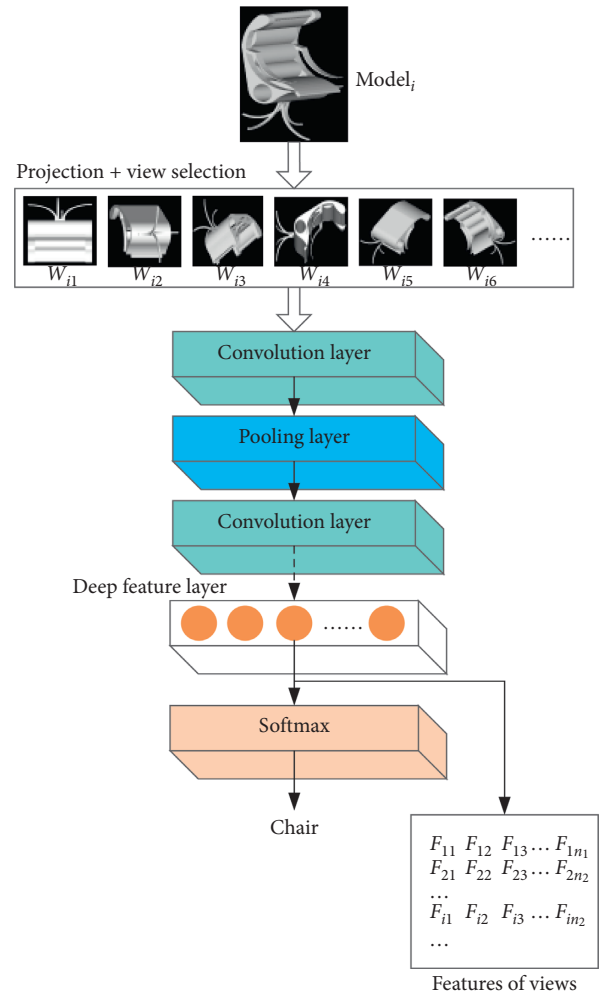 Model_i
Projection + view selection
......
W_i1 W_i2 W_i3 W_i4 W_i5 W_i6
Convolution layer
Pooling layer
Convolution layer
Deep feature layer
......
Softmax
Chair
F_11 F_12 F_13 ... F_1n_1
F_21 F_22 F_23 ... F_2n_2
...
F_i1 F_i2 F_i3 ... F_in_2
...
Features of views